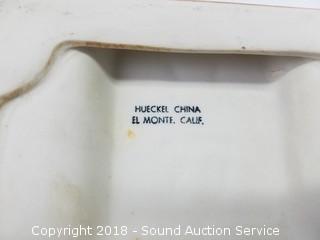 HUECKEL CHINA
EL MONTE. CALIF.
Copyright 2018 - Sound Auction Service